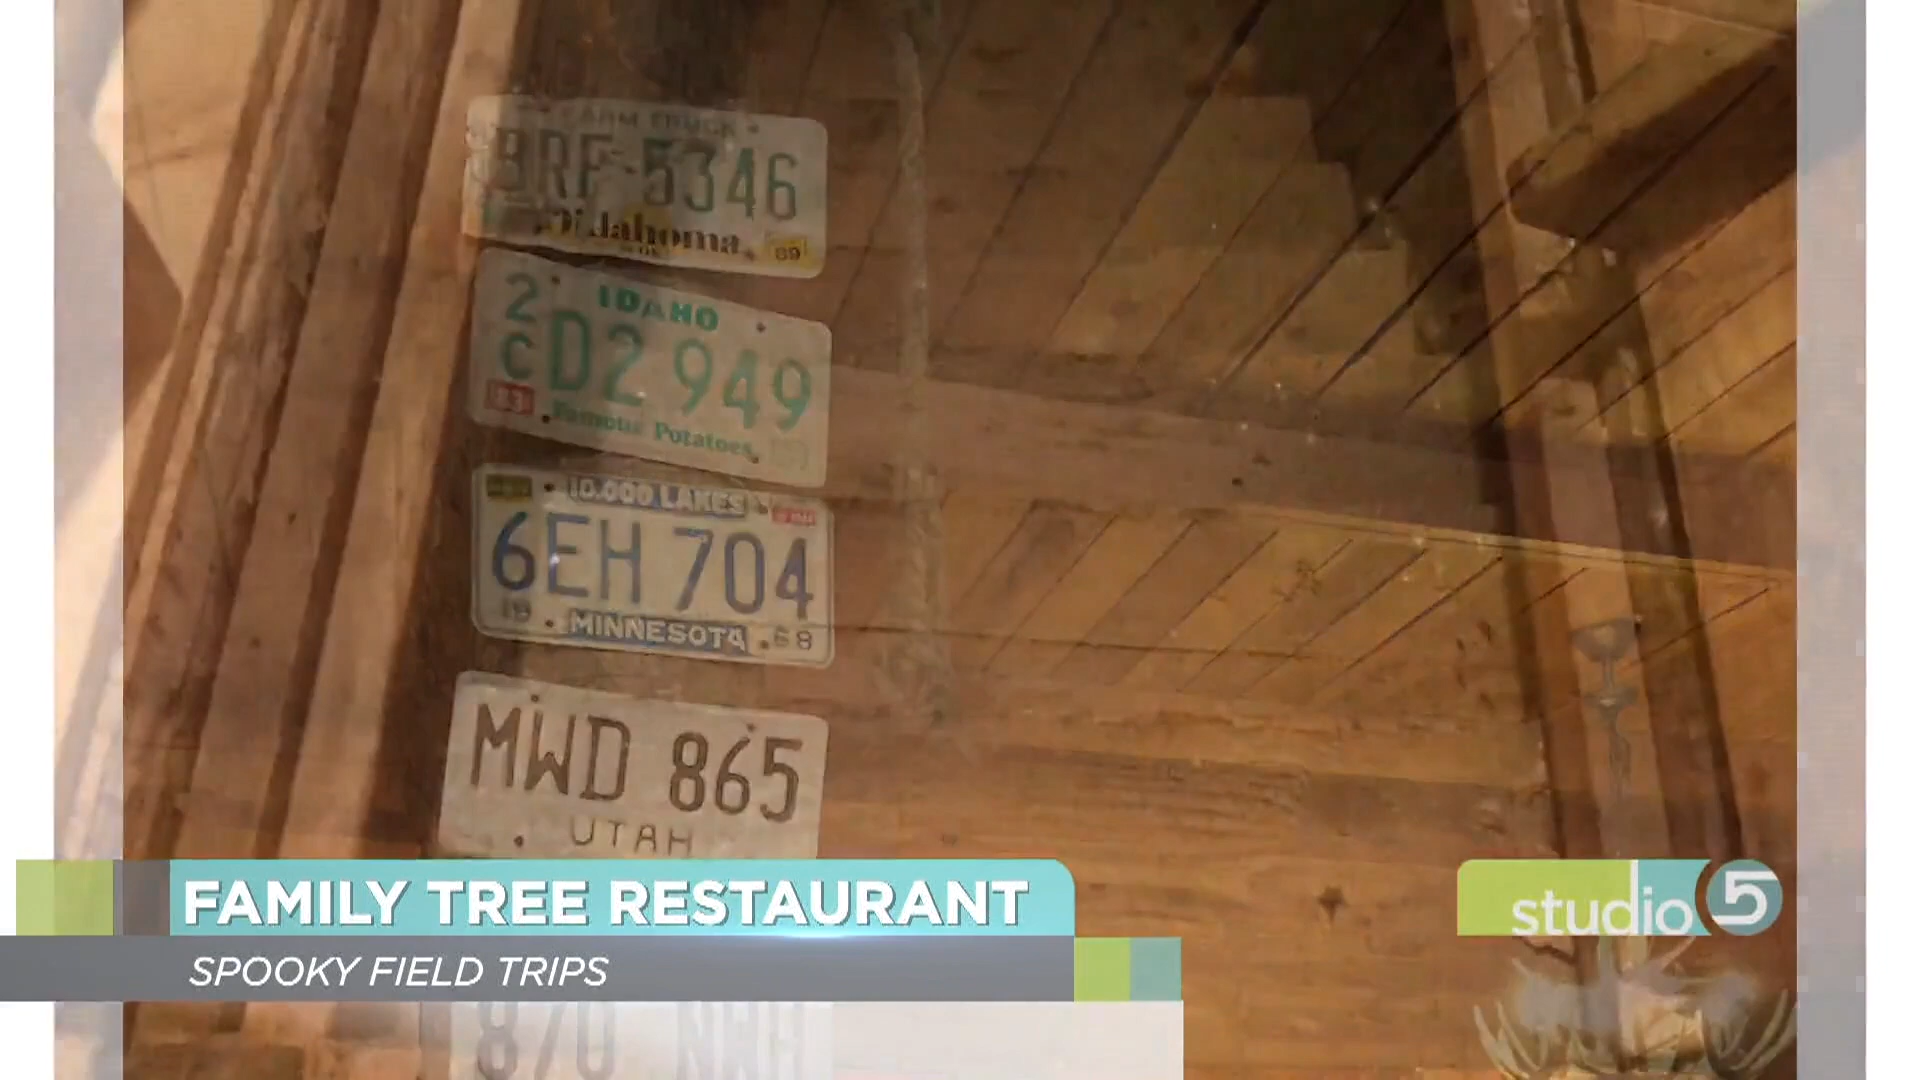 FARM TRUCK
BRF-5346
Oklahoma
89
IDAHO
2C D2 949
83
Famous Potatoes
10,000 LAKES
6EH 704
19 MINNESOTA 68
MWD 865
UTAH
FAMILY TREE RESTAURANT
studio 5
SPOOKY FIELD TRIPS